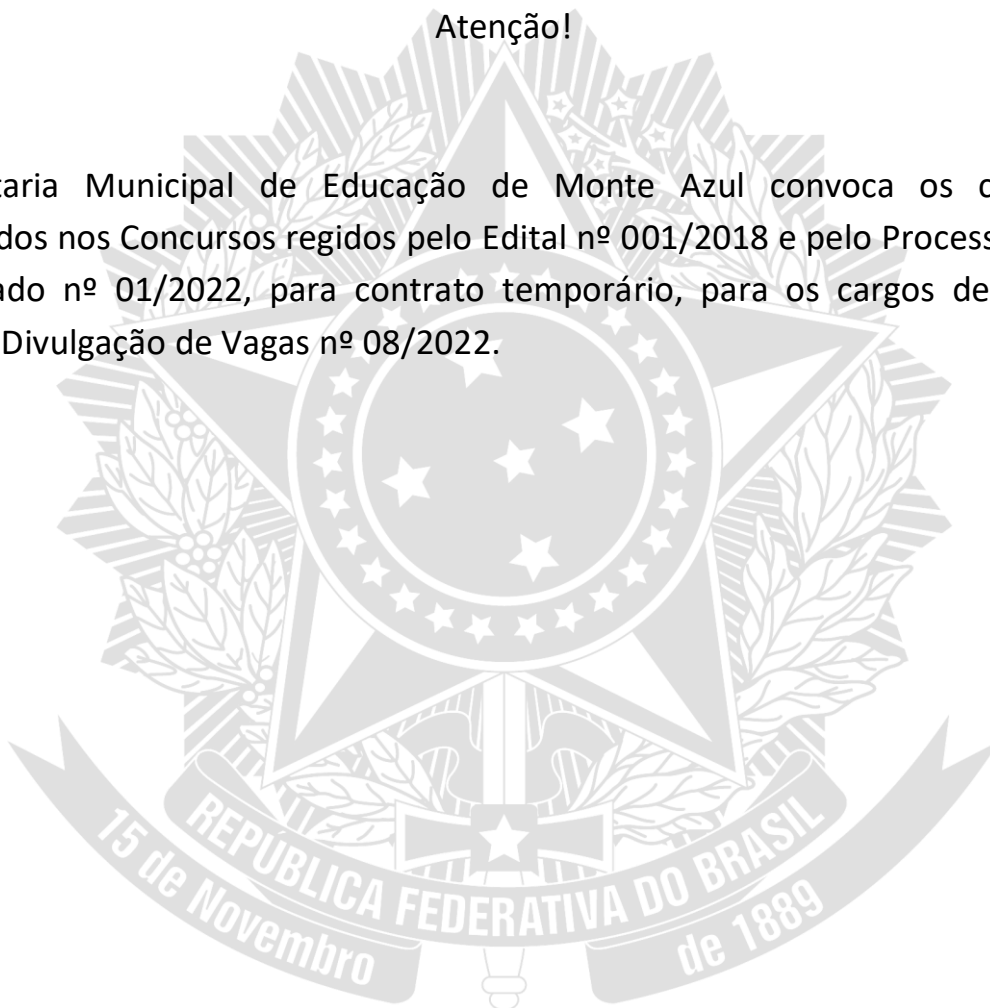 Atenção!
taria Municipal de Educação de Monte Azul convoca os c
dos nos Concursos regidos pelo Edital nº 001/2018 e pelo Process
ado nº 01/2022, para contrato temporário, para os cargos de
Divulgação de Vagas nº 08/2022.
REPÚBLICA FEDERATIVA DO BRASIL
15 de Novembro de 1889